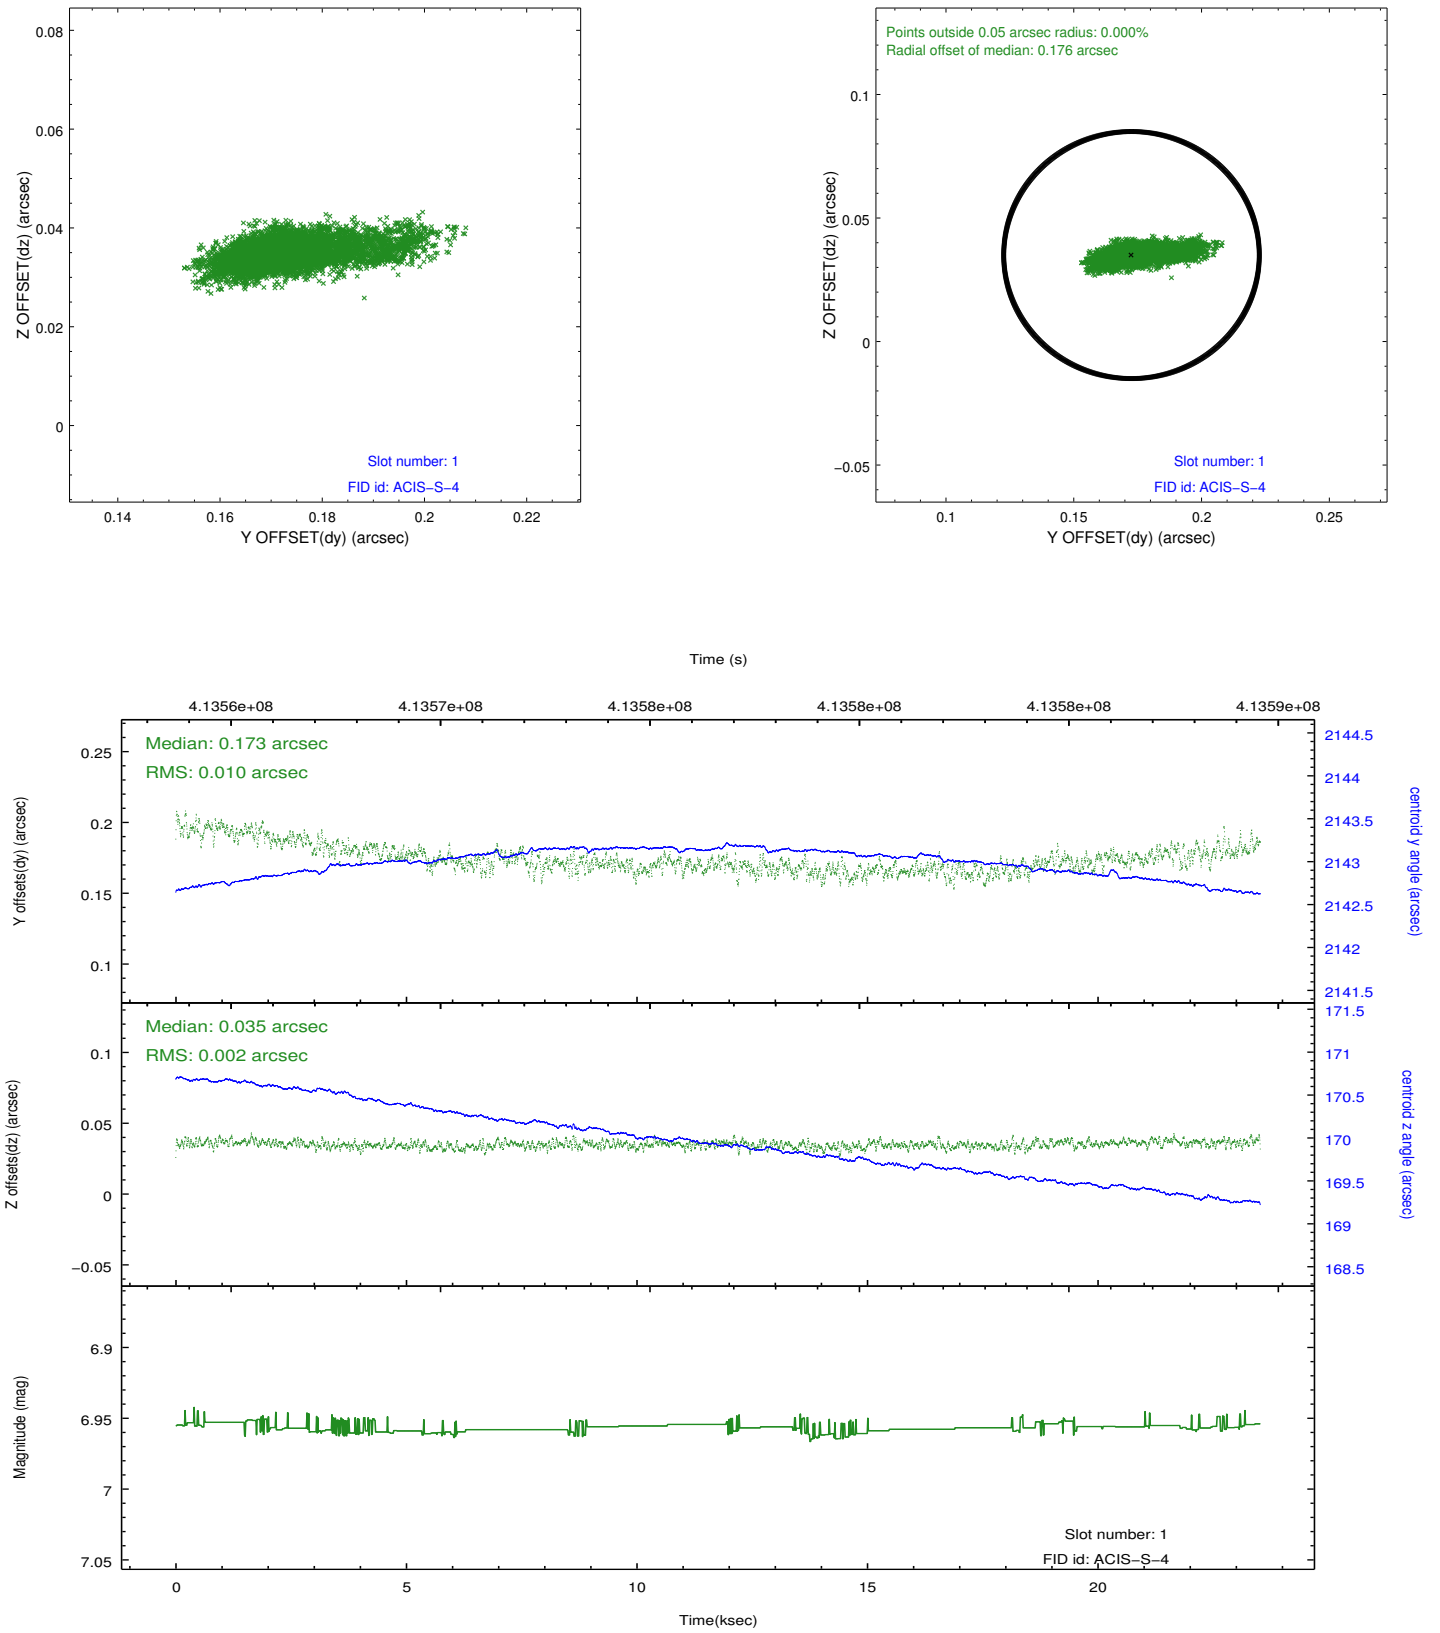 0.08
0.06
0.04
0.02
0
Z OFFSET(dz) (arcsec)
Slot number: 1
FID id: ACIS−S−4
0.14 0.16 0.18 0.2 0.22
Y OFFSET(dy) (arcsec)
Points outside 0.05 arcsec radius: 0.000%
Radial offset of median: 0.176 arcsec
0.1
0.05
0
−0.05
Z OFFSET(dz) (arcsec)
Slot number: 1
FID id: ACIS−S−4
0.1 0.15 0.2 0.25
Y OFFSET(dy) (arcsec)
Time (s)
4.1356e+08 4.1357e+08 4.1358e+08 4.1358e+08 4.1358e+08 4.1359e+08
Median: 0.173 arcsec
RMS: 0.010 arcsec
0.25
0.2
0.15
0.1
Y offsets(dy) (arcsec)
2144.5
2144
2143.5
2143
2142.5
2142
2141.5
centroid y angle (arcsec)
Median: 0.035 arcsec
RMS: 0.002 arcsec
0.1
0.05
0
−0.05
Z offsets(dz) (arcsec)
171.5
171
170.5
170
169.5
169
168.5
centroid z angle (arcsec)
6.9
6.95
7
7.05
Magnitude (mag)
Slot number: 1
FID id: ACIS−S−4
0 5 10 15 20
Time(ksec)